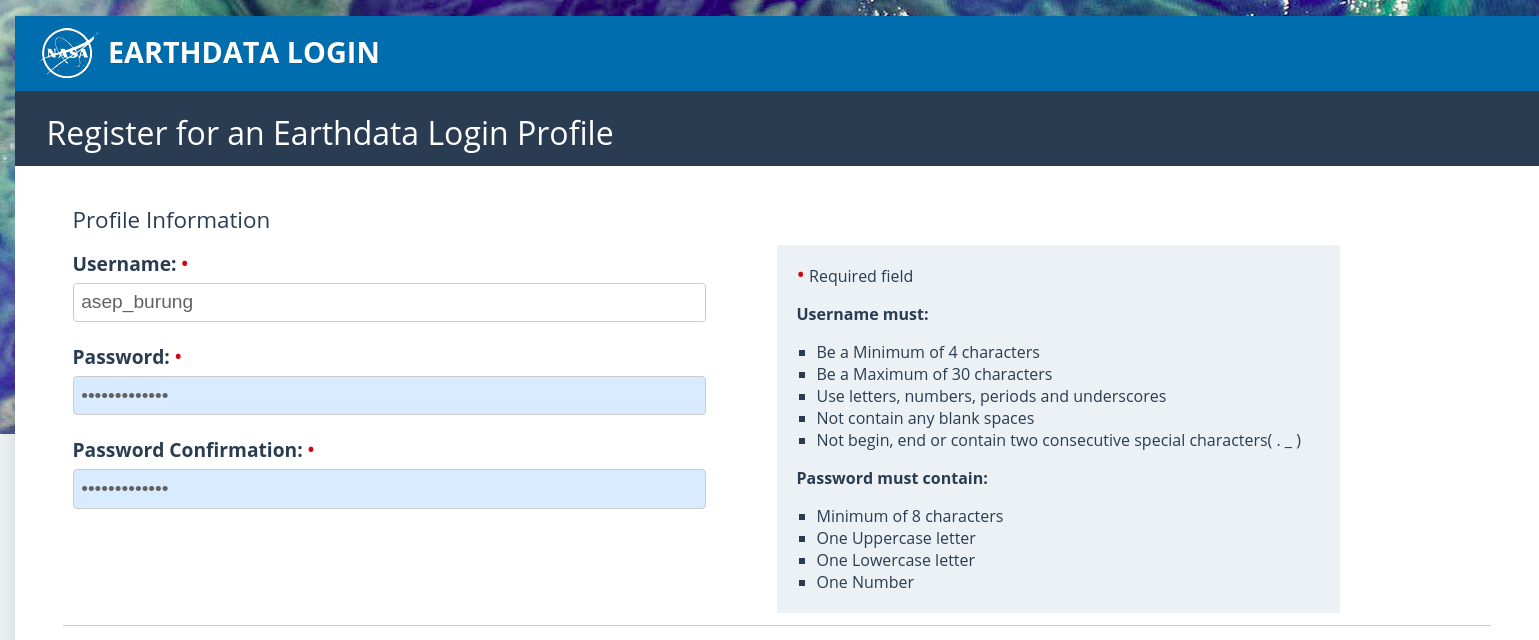 NASA EARTHDATA LOGIN
Register for an Earthdata Login Profile
Profile Information
Username: •
asep_burung
Password: •
•••••••••••••
Password Confirmation: •
•••••••••••••
• Required field
Username must:
▪ Be a Minimum of 4 characters
▪ Be a Maximum of 30 characters
▪ Use letters, numbers, periods and underscores
▪ Not contain any blank spaces
▪ Not begin, end or contain two consecutive special characters( . _ )
Password must contain:
▪ Minimum of 8 characters
▪ One Uppercase letter
▪ One Lowercase letter
▪ One Number